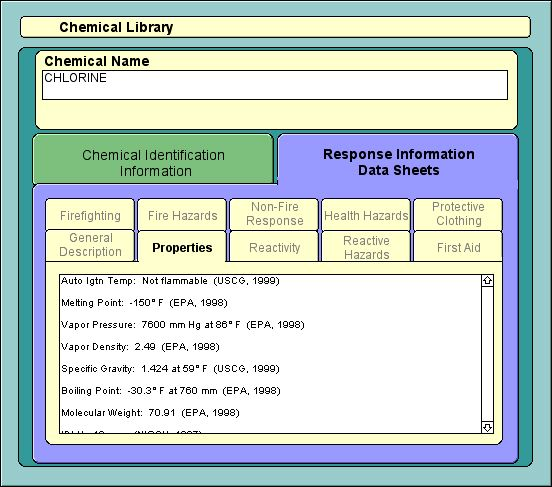 Chemical Library
Chemical Name
CHLORINE
Chemical Identification
Information
Response Information
Data Sheets
Firefighting
Fire Hazards
Non-Fire
Response
Health Hazards
Protective
Clothing
General
Description
Properties
Reactivity
Reactive
Hazards
First Aid
Auto Igtn Temp: Not flammable (USCG, 1999)
Melting Point: -150° F (EPA, 1998)
Vapor Pressure: 7600 mm Hg at 86° F (EPA, 1998)
Vapor Density: 2.49 (EPA, 1998)
Specific Gravity: 1.424 at 59° F (USCG, 1999)
Boiling Point: -30.3° F at 760 mm (EPA, 1998)
Molecular Weight: 70.91 (EPA, 1998)